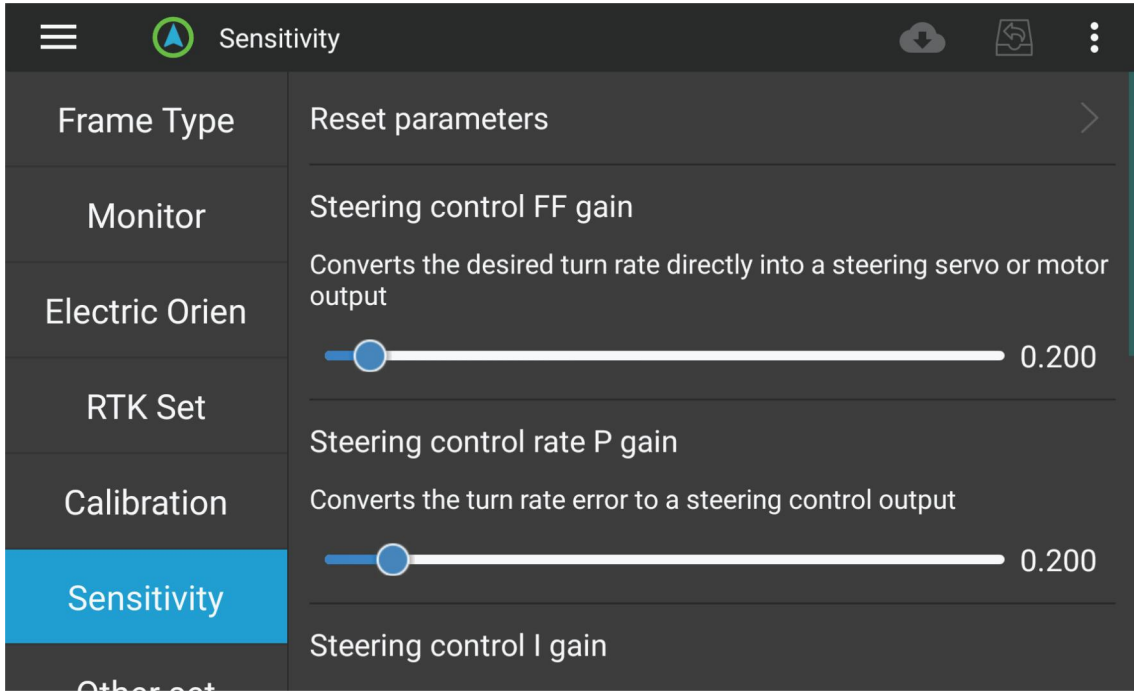 Sensitivity
Frame Type
Monitor
Electric Orien
RTK Set
Calibration
Sensitivity
Reset parameters
Steering control FF gain
Converts the desired turn rate directly into a steering servo or motor
output
0.200
Steering control rate P gain
Converts the turn rate error to a steering control output
0.200
Steering control I gain